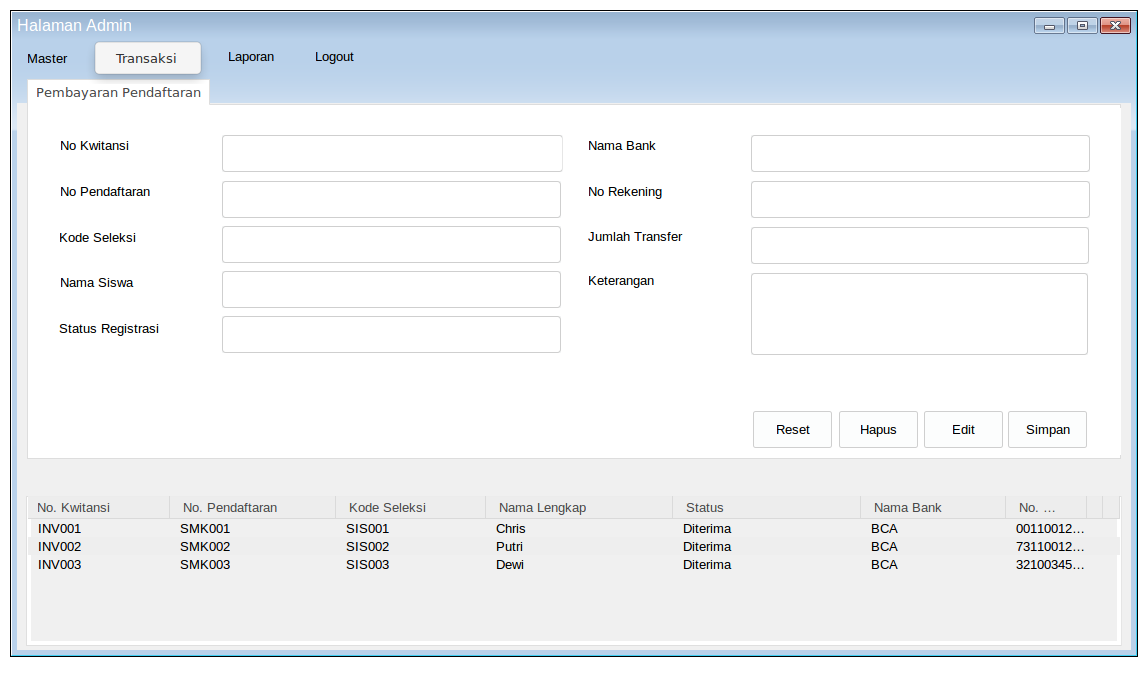 Halaman Admin
Master Transaksi Laporan Logout
Pembayaran Pendaftaran
No Kwitansi Nama Bank
No Pendaftaran No Rekening
Kode Seleksi Jumlah Transfer
Nama Siswa Keterangan
Status Registrasi
Reset Hapus Edit Simpan
No. Kwitansi No. Pendaftaran Kode Seleksi Nama Lengkap Status Nama Bank No. ...
INV001 SMK001 SIS001 Chris Diterima BCA 00110012...
INV002 SMK002 SIS002 Putri Diterima BCA 73110012...
INV003 SMK003 SIS003 Dewi Diterima BCA 32100345...